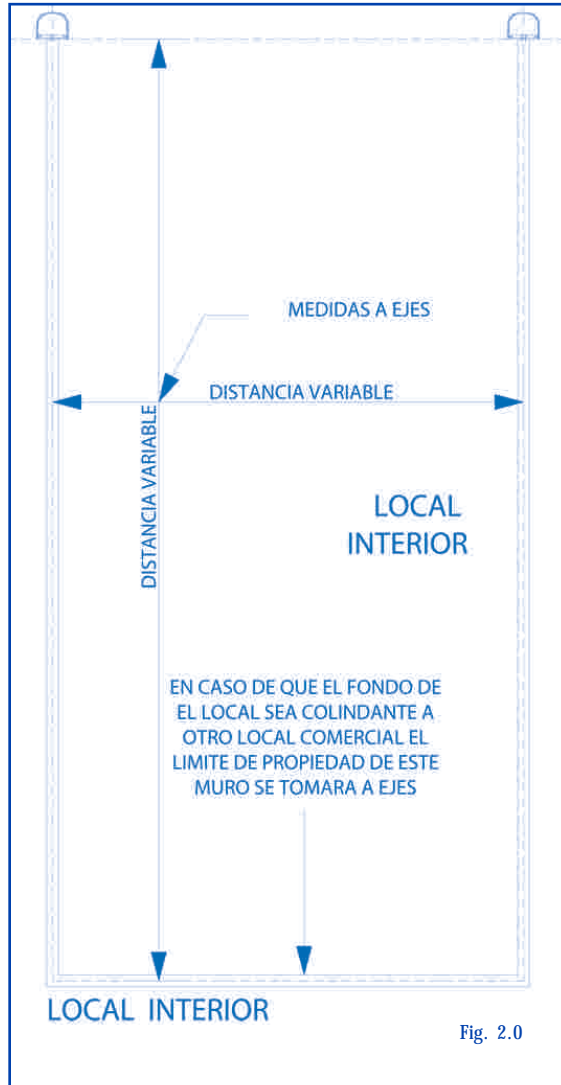 MEDIDAS A EJES
DISTANCIA VARIABLE
DISTANCIA VARIABLE
LOCAL
INTERIOR
EN CASO DE QUE EL FONDO DE
EL LOCAL SEA COLINDANTE A
OTRO LOCAL COMERCIAL EL
LIMITE DE PROPIEDAD DE ESTE
MURO SE TOMARA A EJES
LOCAL INTERIOR
Fig. 2.0